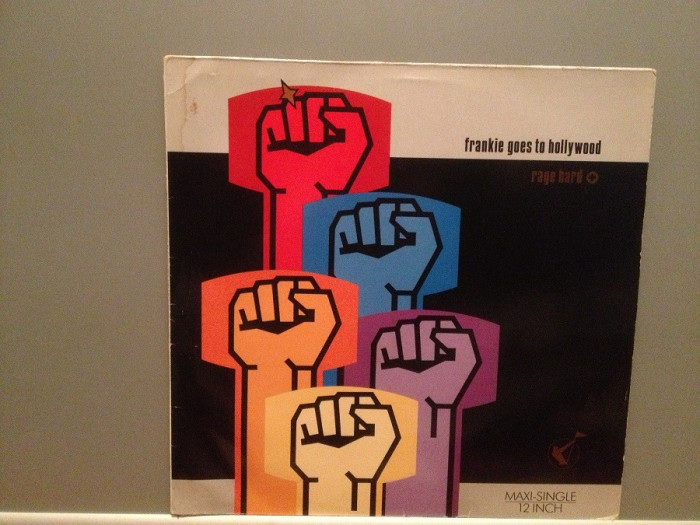 frankie goes to hollywood
rage hard
MAXI-SINGLE
12 INCH